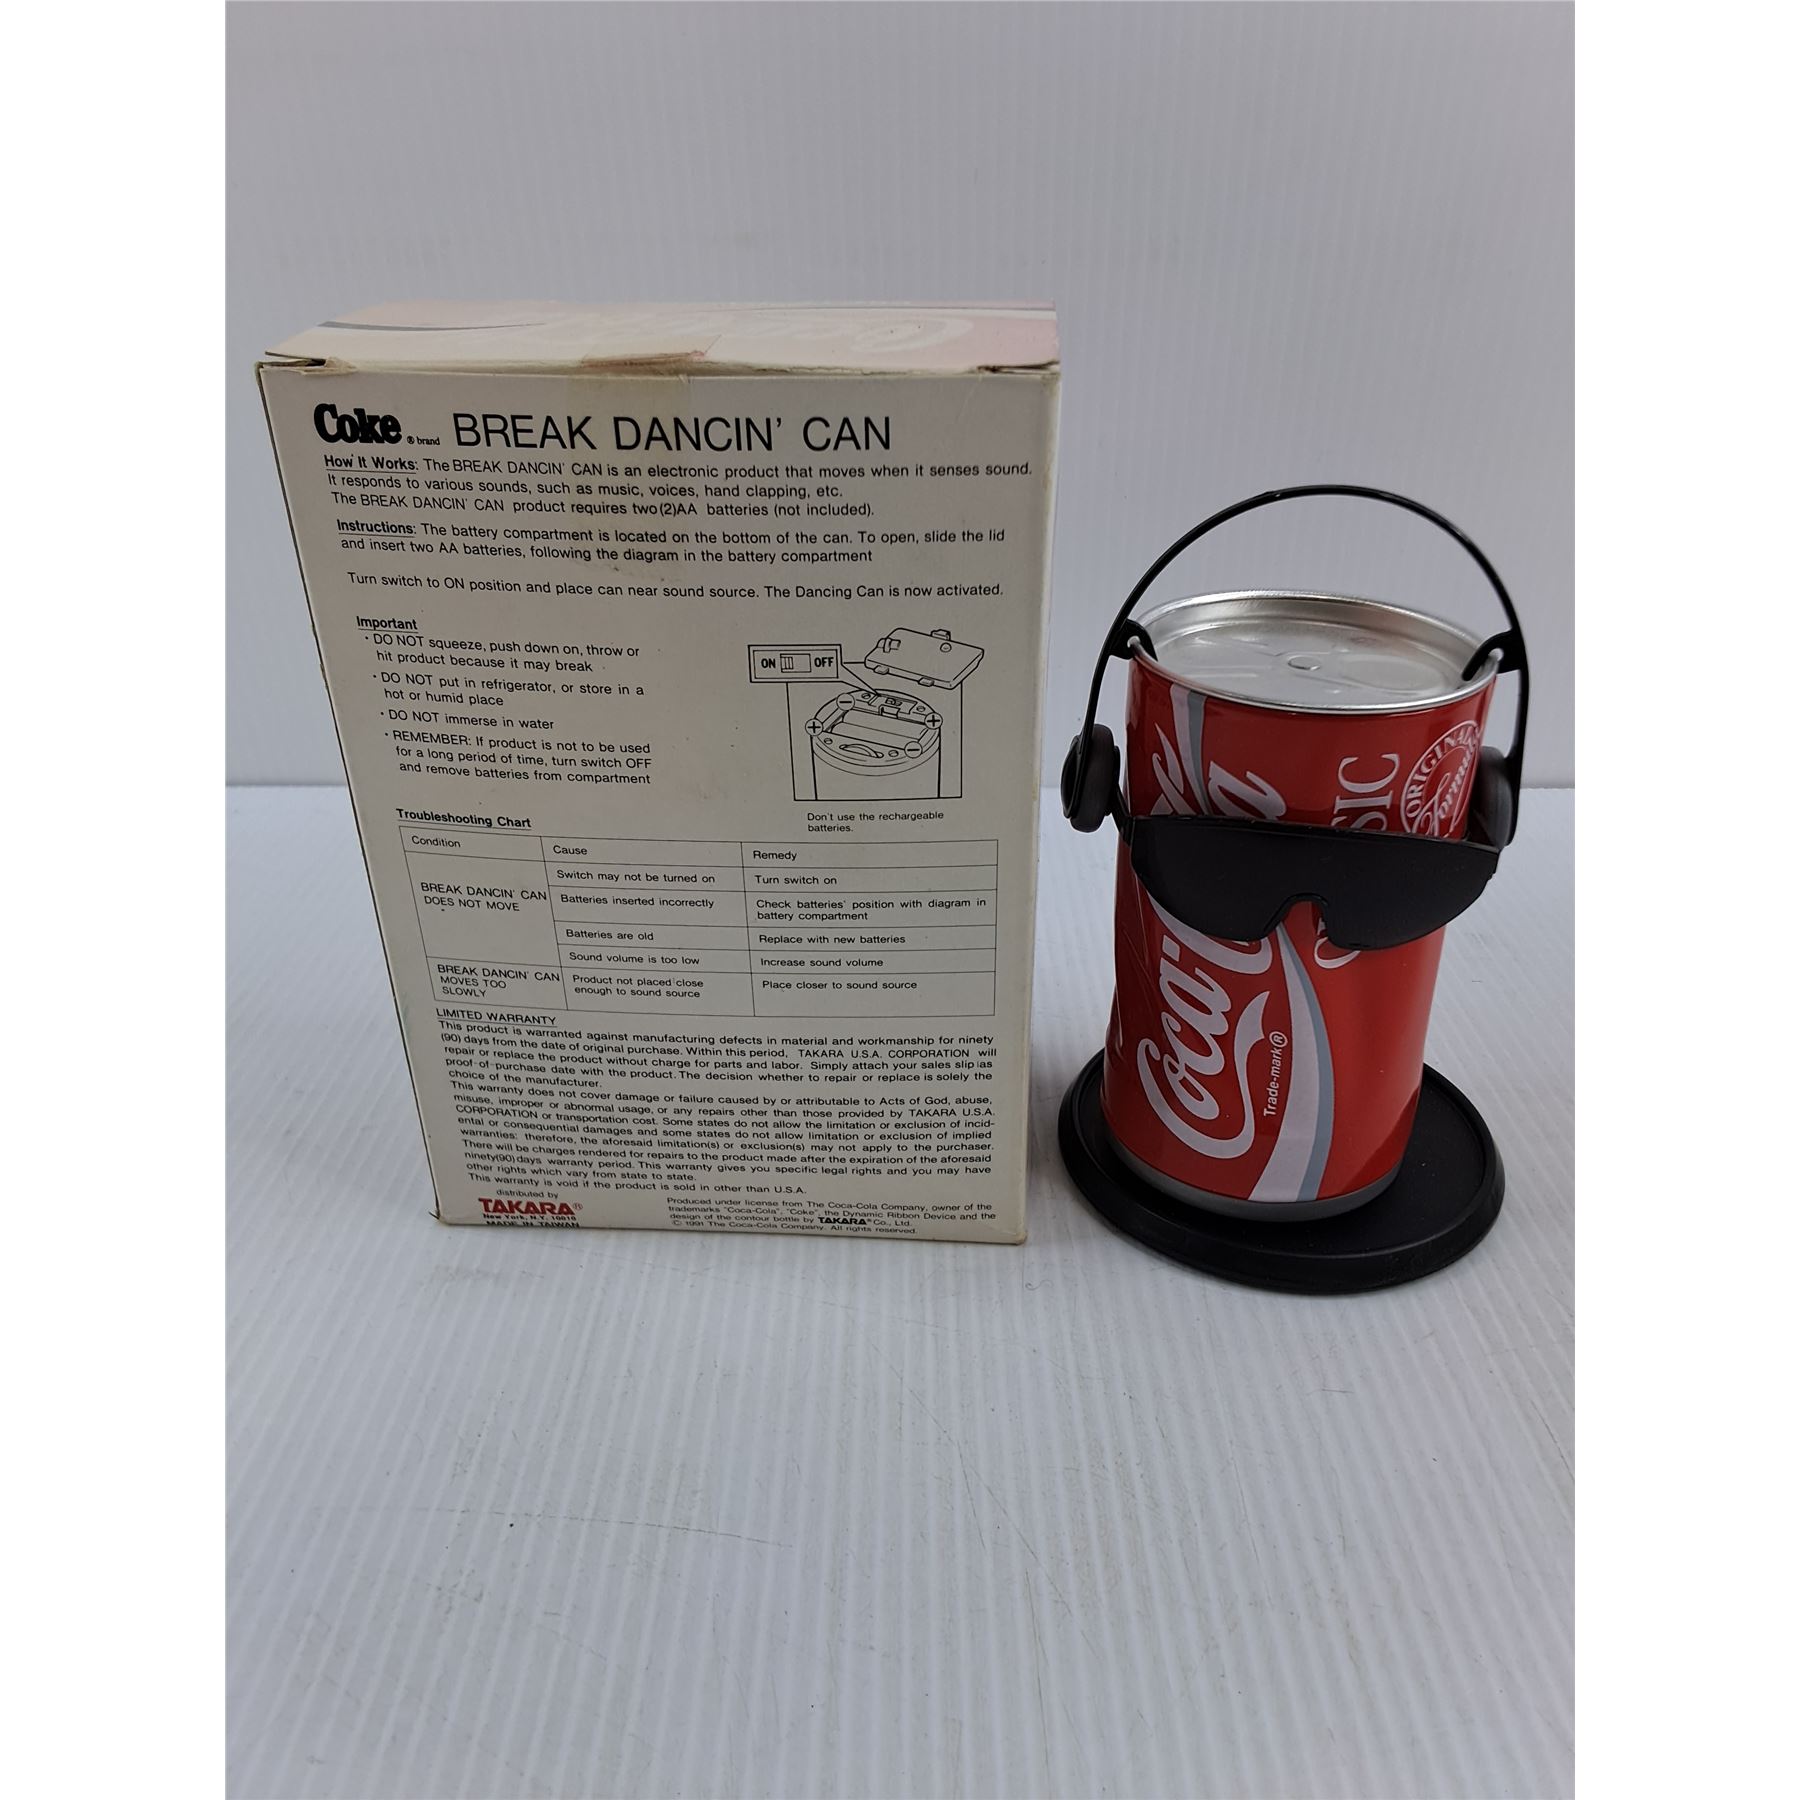 Coke ® brand BREAK DANCIN' CAN
How It Works: The BREAK DANCIN' CAN is an electronic product that moves when it senses sound.
It responds to various sounds, such as music, voices, hand clapping, etc.
The BREAK DANCIN' CAN product requires two (2) AA batteries (not included).
Instructions: The battery compartment is located on the bottom of the can. To open, slide the lid
and insert two AA batteries, following the diagram in the battery compartment
Turn switch to ON position and place can near sound source. The Dancing Can is now activated.
Important
· DO NOT squeeze, push down on, throw or
hit product because it may break
· DO NOT put in refrigerator, or store in a
hot or humid place
· DO NOT immerse in water
· REMEMBER: If product is not to be used
for a long period of time, turn switch OFF
and remove batteries from compartment
ON OFF
- + + -
Don't use the rechargeable
batteries.
Troubleshooting Chart
Condition Cause Remedy
BREAK DANCIN' CAN
DOES NOT MOVE
Switch may not be turned on Turn switch on
Batteries inserted incorrectly Check batteries' position with diagram in
battery compartment
Batteries are old Replace with new batteries
Sound volume is too low Increase sound volume
BREAK DANCIN' CAN
MOVES TOO
SLOWLY
Product not placed close
enough to sound source
Place closer to sound source
LIMITED WARRANTY
This product is warranted against manufacturing defects in material and workmanship for ninety
(90) days from the date of original purchase. Within this period, TAKARA U.S.A. CORPORATION will
repair or replace the product without charge for parts and labor. Simply attach your sales slip as
proof-of-purchase date with the product. The decision whether to repair or replace is solely the
choice of the manufacturer.
This warranty does not cover damage or failure caused by or attributable to Acts of God, abuse,
misuse, improper or abnormal usage, or any repairs other than those provided by TAKARA U.S.A.
CORPORATION or transportation cost. Some states do not allow the limitation or exclusion of incid-
ental or consequential damages and some states do not allow limitation or exclusion of implied
warranties: therefore, the aforesaid limitation(s) or exclusion(s) may not apply to the purchaser.
There will be charges rendered for repairs to the product made after the expiration of the aforesaid
ninety(90) days warranty period. This warranty gives you specific legal rights and you may have
other rights which vary from state to state.
This warranty is void if the product is sold in other than U.S.A.
distributed by
TAKARA®
New York, N.Y. 10010
MADE IN TAIWAN
Produced under license from The Coca-Cola Company, owner of the
trademarks "Coca-Cola", "Coke", the Dynamic Ribbon Device and the
design of the contour bottle by TAKARA® Co., Ltd.
© 1991 The Coca-Cola Company. All rights reserved.
Coca-Cola
Trade-mark®
SIC
ORIGINAL